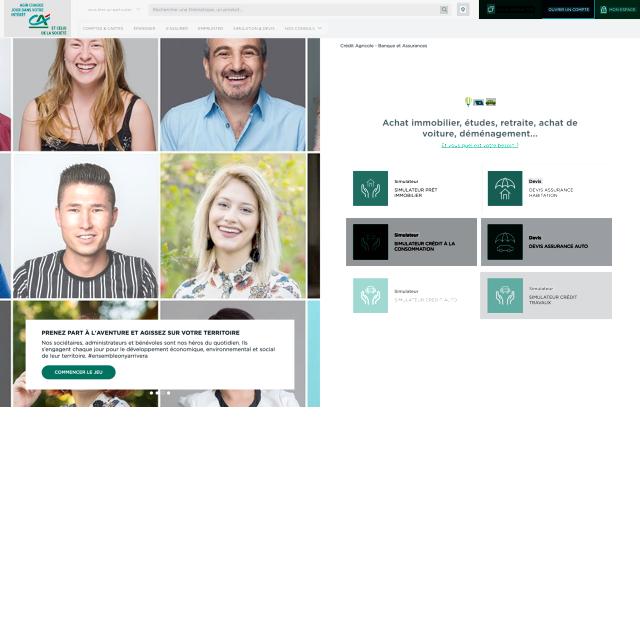 AGIR CHAQUE
JOUR DANS VOTRE
INTÉRÊT
CA
ET CELUI
DE LA SOCIÉTÉ
Rechercher une thématique, un produit...
OUVRIR UN COMPTE
MON ESPACE
COMPTES & CARTES
ÉPARGNER
S'ASSURER
EMPRUNTER
SIMULATION & DEVIS
NOS CONSEILS
Crédit Agricole - Banque et Assurances
Achat immobilier, études, retraite, achat de
voiture, déménagement...
Et vous, quel est votre besoin ?
Simulateur
SIMULATEUR PRÊT
IMMOBILIER
Devis
DEVIS ASSURANCE
HABITATION
Simulateur
SIMULATEUR CRÉDIT À LA
CONSOMMATION
Devis
DEVIS ASSURANCE AUTO
Simulateur
SIMULATEUR CRÉDIT AUTO
Simulateur
SIMULATEUR CRÉDIT
TRAVAUX
PRENEZ PART À L'AVENTURE ET AGISSEZ SUR VOTRE TERRITOIRE
Nos sociétaires, administrateurs et bénévoles sont nos héros du quotidien. Ils
s'engagent chaque jour pour le développement économique, environnemental et social
de leur territoire. #ensembleonyarrivera
COMMENCER LE JEU